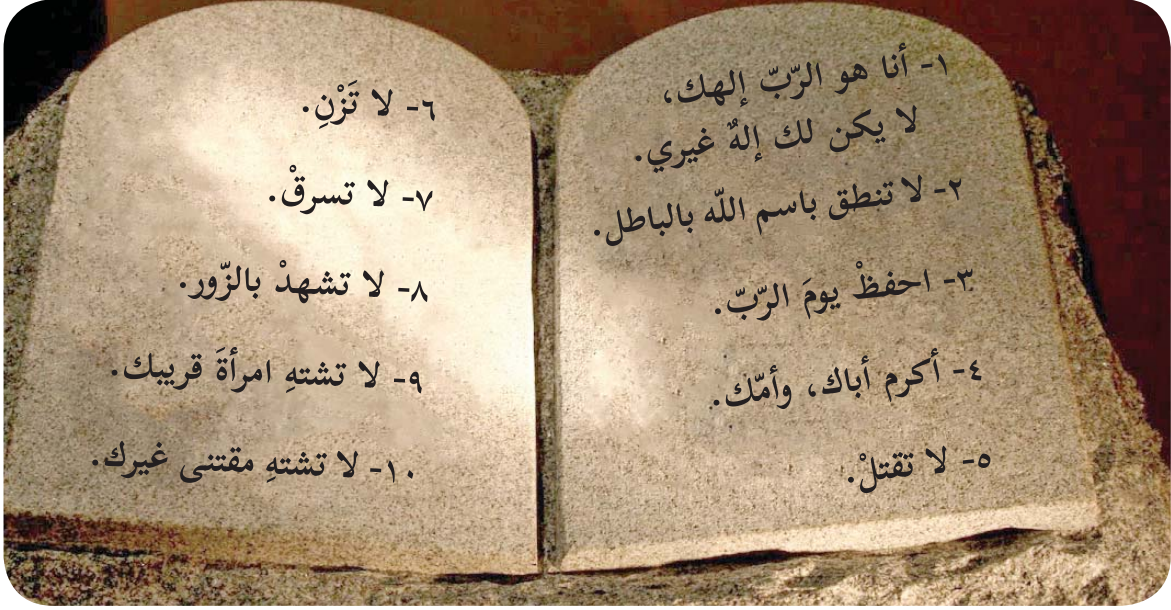 ١- أنا هو الرّبّ إلهك،
لا يكن لك إلهٌ غيري.
٢- لا تنطق باسم اللّه بالباطل.
٣- احفظْ يومَ الرّبّ.
٤- أكرم أباك، وأمّك.
٥- لا تقتلْ.
٦- لا تَزْنِ.
٧- لا تسرقْ.
٨- لا تشهدْ بالزّور.
٩- لا تشتهِ امرأةَ قريبك.
١٠- لا تشتهِ مقتنى غيرك.